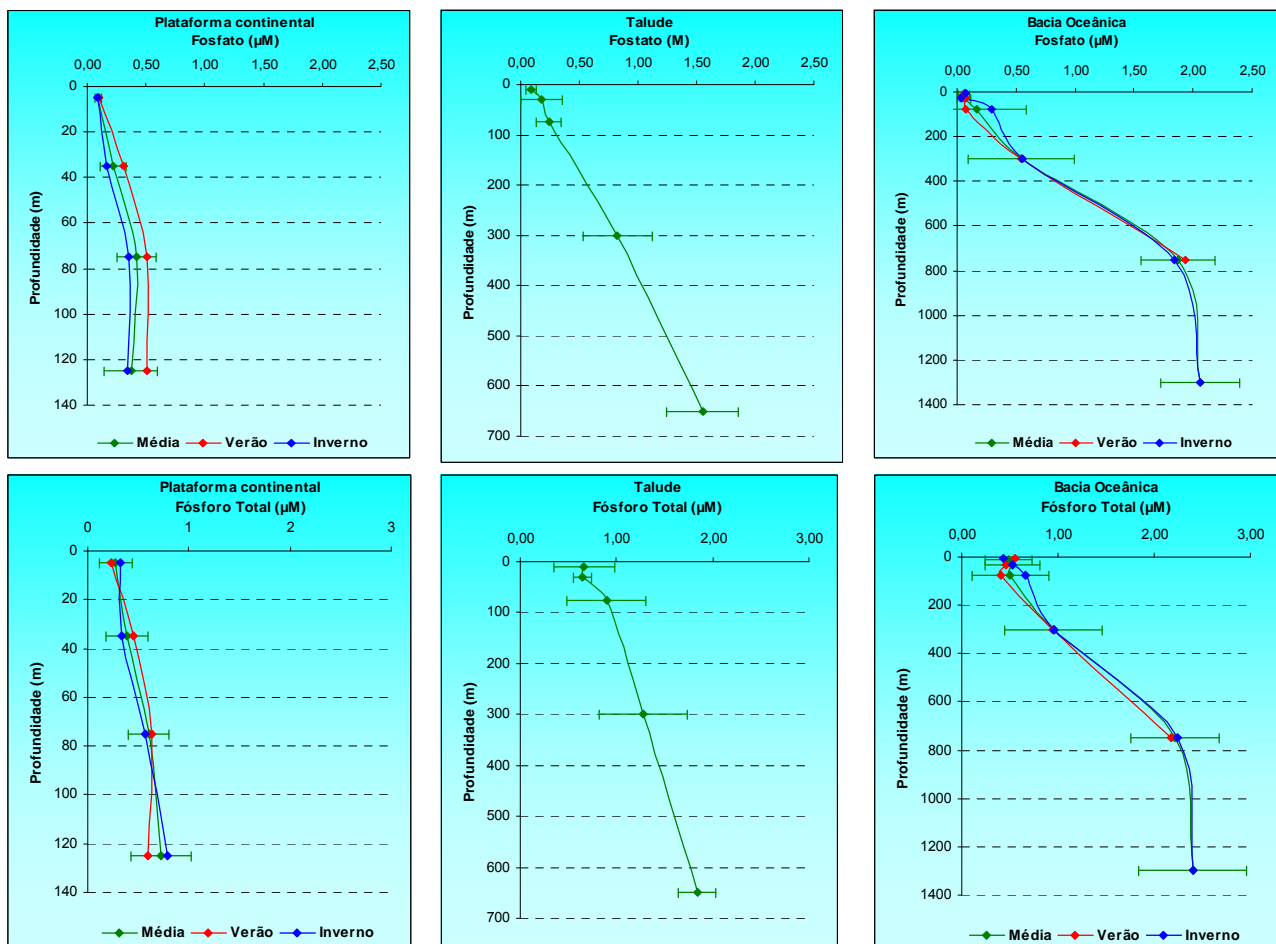 Plataforma continental
Fosfato (µM)
0,00 0,50 1,00 1,50 2,00 2,50
0
20
40
60
80
100
120
140
Profundidade (m)
Média Verão Inverno
Talude
Fostato (M)
0,00 0,50 1,00 1,50 2,00 2,50
0
100
200
300
400
500
600
700
Profundidade (m)
Bacia Oceânica
Fosfato (µM)
0,00 0,50 1,00 1,50 2,00 2,50
0
200
400
600
800
1000
1200
1400
Profundidade (m)
Média Verão Inverno
Plataforma continental
Fósforo Total (µM)
0 1 2 3
0
20
40
60
80
100
120
140
Profundidade (m)
Média Verão Inverno
Talude
Fósforo Total (µM)
0,00 1,00 2,00 3,00
0
100
200
300
400
500
600
700
Profundidade (m)
Bacia Oceânica
Fósforo Total (µM)
0,00 1,00 2,00 3,00
0
200
400
600
800
1000
1200
1400
Profundidade (m)
Média Verão Inverno